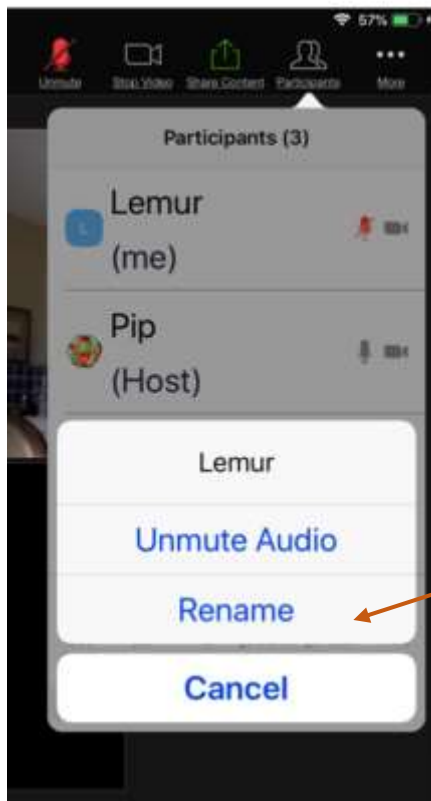 57%
Unmute Stop Video Share Content Participants More
Participants (3)
L
Lemur
(me)
Pip
(Host)
Lemur
Unmute Audio
Rename
Cancel